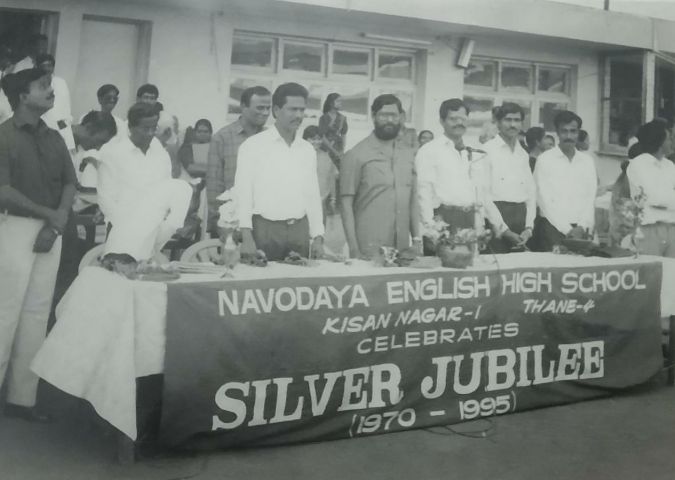 NAVODAYA ENGLISH HIGH SCHOOL
KISAN NAGAR-1 THANE-4
CELEBRATES
SILVER JUBILEE
(1970 - 1995)